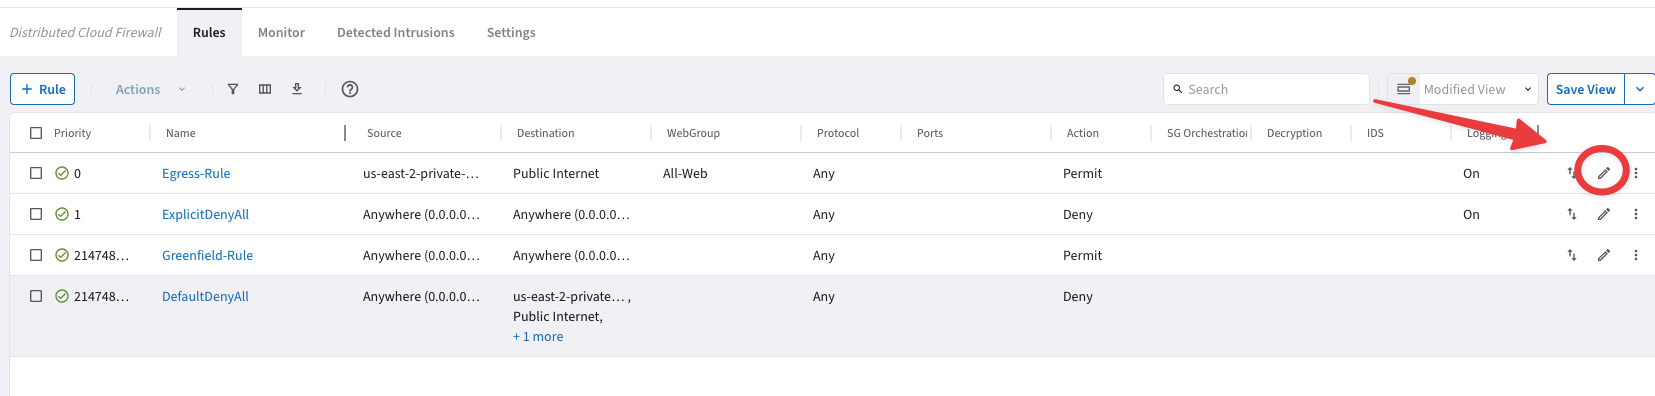 Distributed Cloud Firewall Rules Monitor Detected Intrusions Settings
+ Rule Actions Search Modified View Save View
Priority Name Source Destination WebGroup Protocol Ports Action SG Orchestration Decryption IDS Logging
0 Egress-Rule us-east-2-private-... Public Internet All-Web Any Permit On
1 ExplicitDenyAll Anywhere (0.0.0.0... Anywhere (0.0.0.0... Any Deny On
214748... Greenfield-Rule Anywhere (0.0.0.0... Anywhere (0.0.0.0... Any Permit
214748... DefaultDenyAll Anywhere (0.0.0.0... us-east-2-private... , Any Deny
Public Internet,
+ 1 more